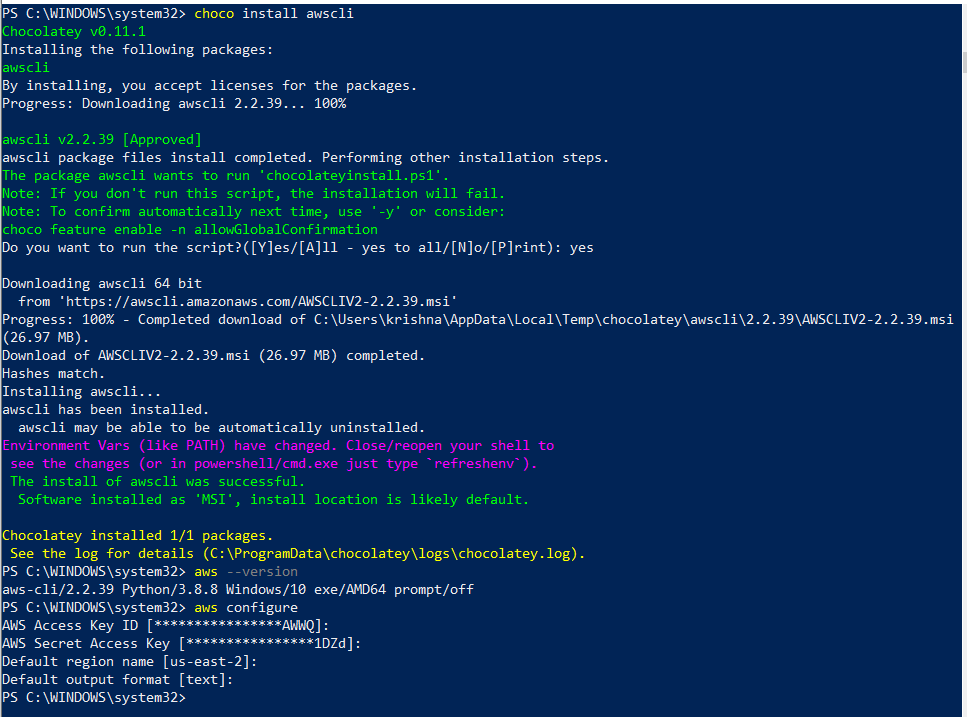 PS C:\WINDOWS\system32> choco install awscli
Chocolatey v0.11.1
Installing the following packages:
awscli
By installing, you accept licenses for the packages.
Progress: Downloading awscli 2.2.39... 100%

awscli v2.2.39 [Approved]
awscli package files install completed. Performing other installation steps.
The package awscli wants to run 'chocolateyinstall.ps1'.
Note: If you don't run this script, the installation will fail.
Note: To confirm automatically next time, use '-y' or consider:
choco feature enable -n allowGlobalConfirmation
Do you want to run the script?([Y]es/[A]ll - yes to all/[N]o/[P]rint): yes

Downloading awscli 64 bit
  from 'https://awscli.amazonaws.com/AWSCLIV2-2.2.39.msi'
Progress: 100% - Completed download of C:\Users\krishna\AppData\Local\Temp\chocolatey\awscli\2.2.39\AWSCLIV2-2.2.39.msi
(26.97 MB).
Download of AWSCLIV2-2.2.39.msi (26.97 MB) completed.
Hashes match.
Installing awscli...
awscli has been installed.
  awscli may be able to be automatically uninstalled.
Environment Vars (like PATH) have changed. Close/reopen your shell to
 see the changes (or in powershell/cmd.exe just type `refreshenv`).
 The install of awscli was successful.
  Software installed as 'MSI', install location is likely default.

Chocolatey installed 1/1 packages.
 See the log for details (C:\ProgramData\chocolatey\logs\chocolatey.log).
PS C:\WINDOWS\system32> aws --version
aws-cli/2.2.39 Python/3.8.8 Windows/10 exe/AMD64 prompt/off
PS C:\WINDOWS\system32> aws configure
AWS Access Key ID [****************AWWQ]:
AWS Secret Access Key [****************1DZd]:
Default region name [us-east-2]:
Default output format [text]:
PS C:\WINDOWS\system32>